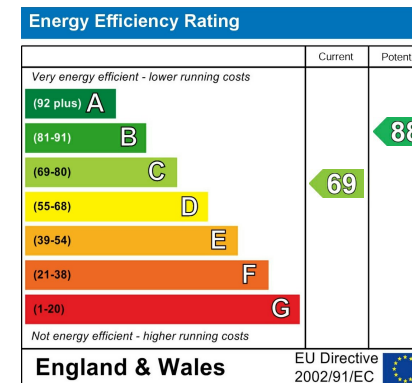 Energy Efficiency Rating
Current Potent
Very energy efficient - lower running costs
(92 plus) A
(81-91) B
88
(69-80) C
69
(55-68) D
(39-54) E
(21-38) F
(1-20) G
Not energy efficient - higher running costs
England & Wales
EU Directive
2002/91/EC